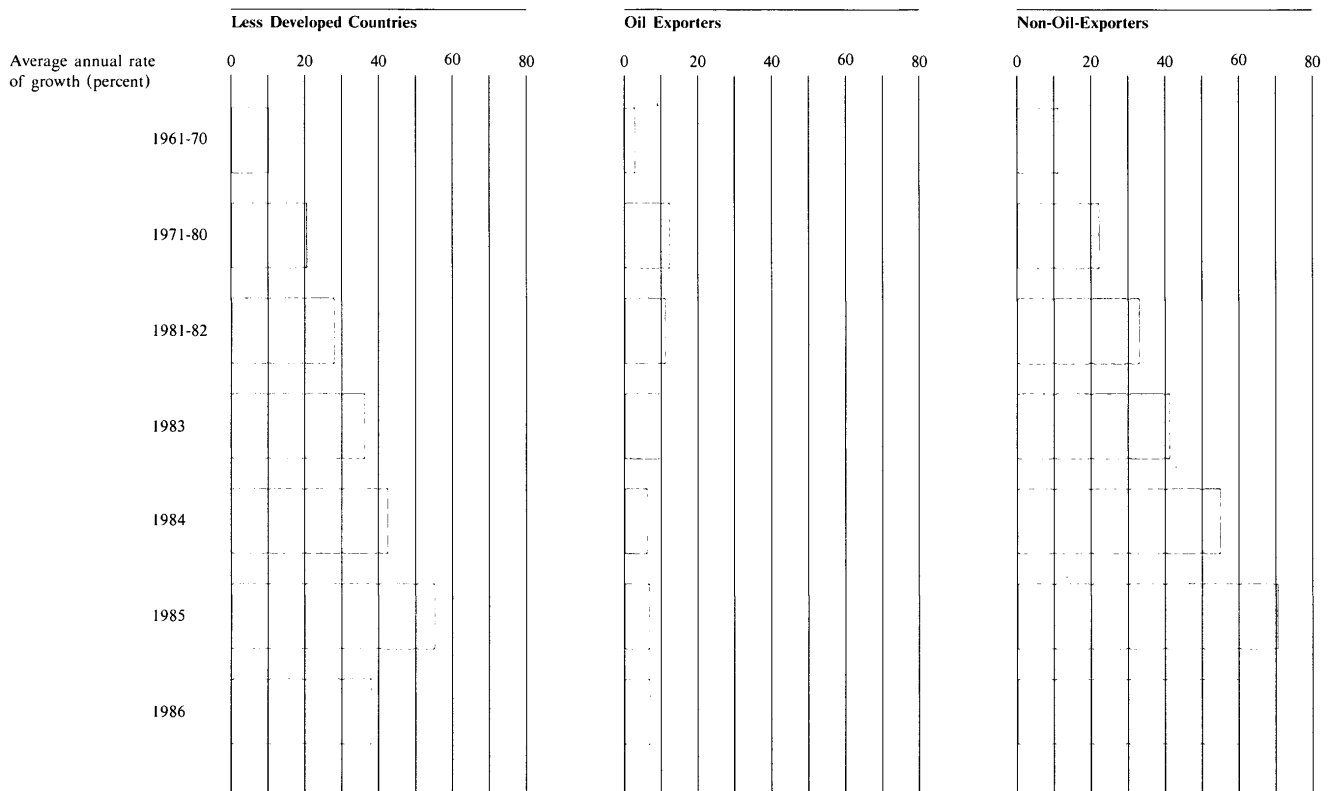 Less Developed Countries Oil Exporters Non-Oil-Exporters
Average annual rate 0 20 40 60 80 0 20 40 60 80 0 20 40 60 80
of growth (percent)
1961-70
1971-80
1981-82
1983
1984
1985
1986